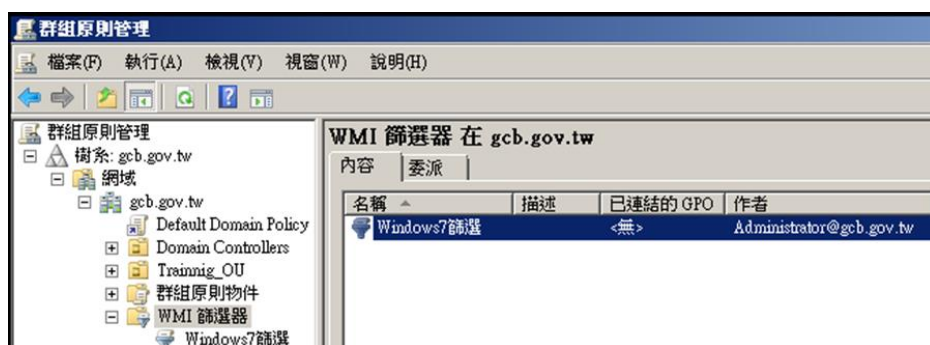 群組原則管理
檔案(F) 執行(A) 檢視(V) 視窗(W) 說明(H)
群組原則管理
樹系: gcb.gov.tw
網域
gcb.gov.tw
Default Domain Policy
Domain Controllers
Trainnig_OU
群組原則物件
WMI 篩選器
Windows7篩選
WMI 篩選器 在 gcb.gov.tw
內容 委派
名稱 描述 已連結的 GPO 作者
Windows7篩選 <無> Administrator@gcb.gov.tw